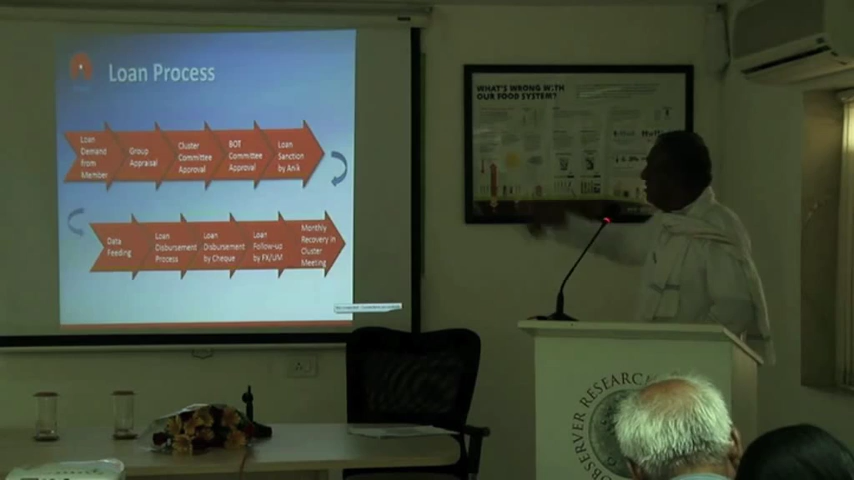 Loan Process
Loan
Demand
from
Member
Group
Appraisal
Cluster
Committee
Approval
BOT
Committee
Approval
Loan
Sanction
by Anik
Data
Feeding
Loan
Disbursement
Process
Loan
Disbursement
by Cheque
Loan
Follow-up
by FX/UM
Monthly
Recovery in
Cluster
Meeting
WHAT'S WRONG WITH
OUR FOOD SYSTEM?
OBSERVER RESEARCH